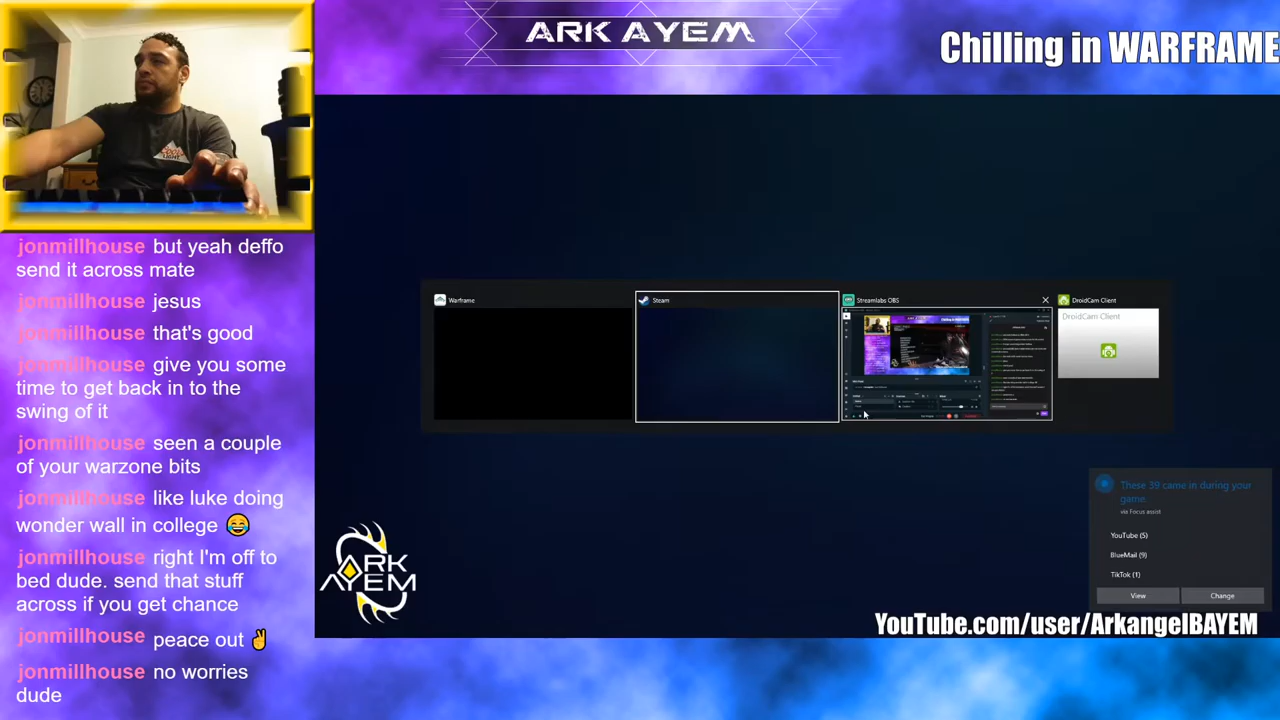 ARK AYEM
Chilling in WARFRAME
jonmillhouse but yeah deffo
send it across mate
jonmillhouse jesus
jonmillhouse that's good
jonmillhouse give you some
time to get back in to the
swing of it
jonmillhouse seen a couple
of your warzone bits
jonmillhouse like luke doing
wonder wall in college 😂
jonmillhouse right I'm off to
bed dude. send that stuff
across if you get chance
jonmillhouse peace out ✌
jonmillhouse no worries
dude
Warframe
Steam
Streamlabs OBS
DroidCam Client
DroidCam Client
These 39 came in during your
game.
via Focus assist
YouTube (5)
BlueMail (9)
TikTok (1)
View
Change
ARK
AYEM
YouTube.com/user/ArkangelBAYEM